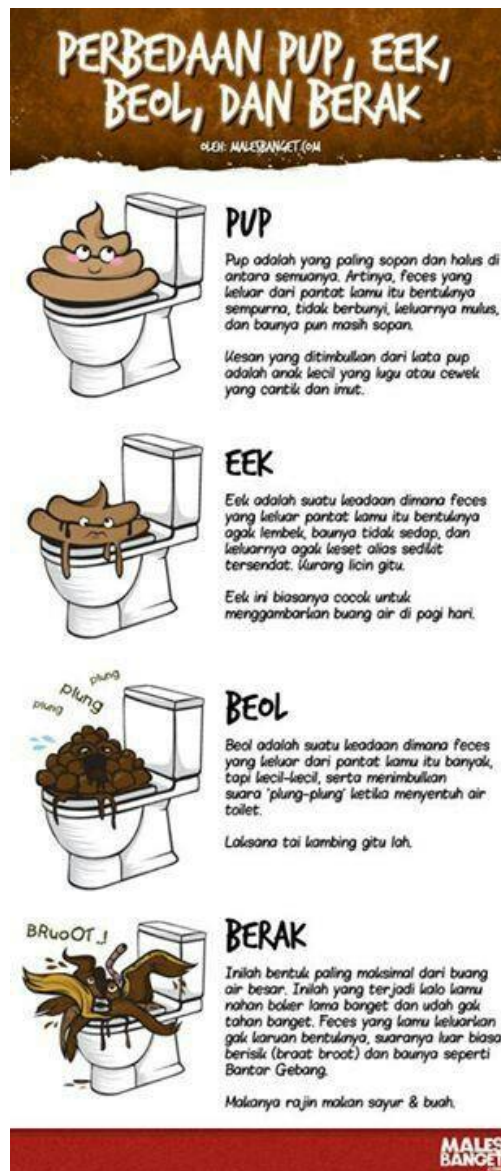 PERBEDAAN PUP, EEK,
BEOL, DAN BERAK
OLEH: MALESBANGET.COM
PUP
Pup adalah yang paling sopan dan halus di
antara semuanya. Artinya, feces yang
keluar dari pantat kamu itu bentuknya
sempurna, tidak berbunyi, keluarnya mulus,
dan baunya pun masih sopan.
Kesan yang ditimbulkan dari kata pup
adalah anak kecil yang lugu atau cewek
yang cantik dan imut.
EEK
Eek adalah suatu keadaan dimana feces
yang keluar pantat kamu itu bentuknya
agak lembek, baunya tidak sedap, dan
keluarnya agak keset alias sedikit
tersendat. Kurang licin gitu.
Eek ini biasanya cocok untuk
menggambarkan buang air di pagi hari.
plung
plung
plung
BEOL
Beol adalah suatu keadaan dimana feces
yang keluar dari pantat kamu itu banyak,
tapi kecil-kecil, serta menimbulkan
suara 'plung-plung' ketika menyentuh air
toilet.
Laksana tai kambing gitu lah.
BRuoOT..!
BERAK
Inilah bentuk paling maksimal dari buang
air besar. Inilah yang terjadi kalo kamu
nahan boker lama banget dan udah gak
tahan banget. Feces yang kamu keluarkan
gak karuan bentuknya, suaranya luar biasa
berisik (braat broot) dan baunya seperti
Bantar Gebang.
Makanya rajin makan sayur & buah.
MALES
BANGET